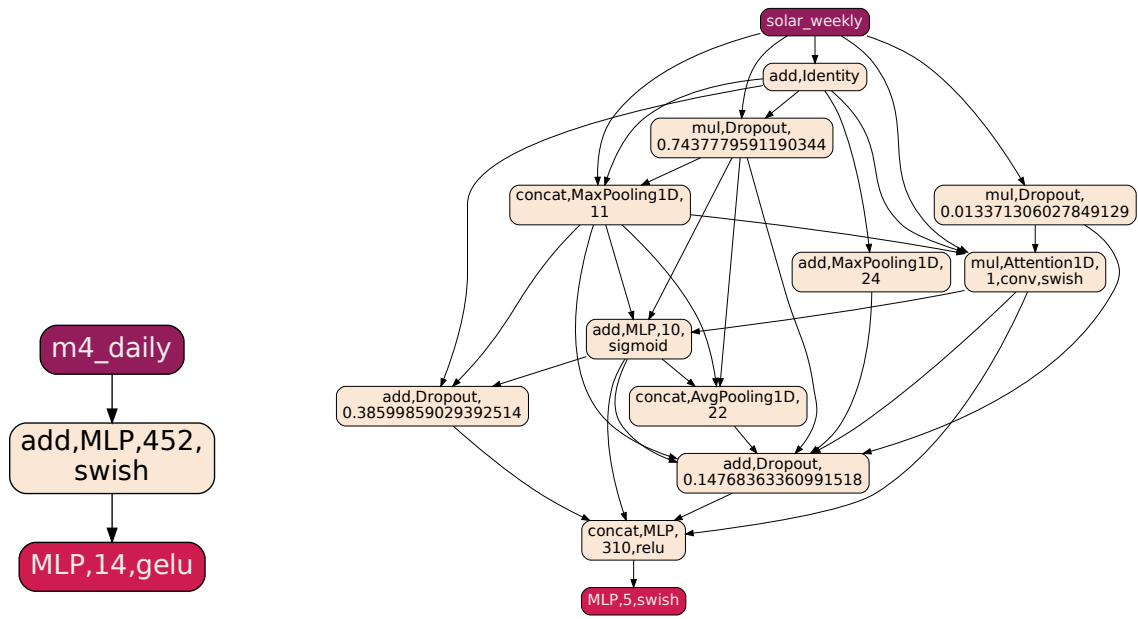 m4_daily
add,MLP,452,
swish
MLP,14,gelu
solar_weekly
add,Identity
mul,Dropout,
0.7437779591190344
concat,MaxPooling1D,
11
mul,Dropout,
0.013371306027849129
add,MaxPooling1D,
24
mul,Attention1D,
1,conv,swish
add,MLP,10,
sigmoid
add,Dropout,
0.38599859029392514
concat,AvgPooling1D,
22
add,Dropout,
0.14768363360991518
concat,MLP,
310,relu
MLP,5,swish